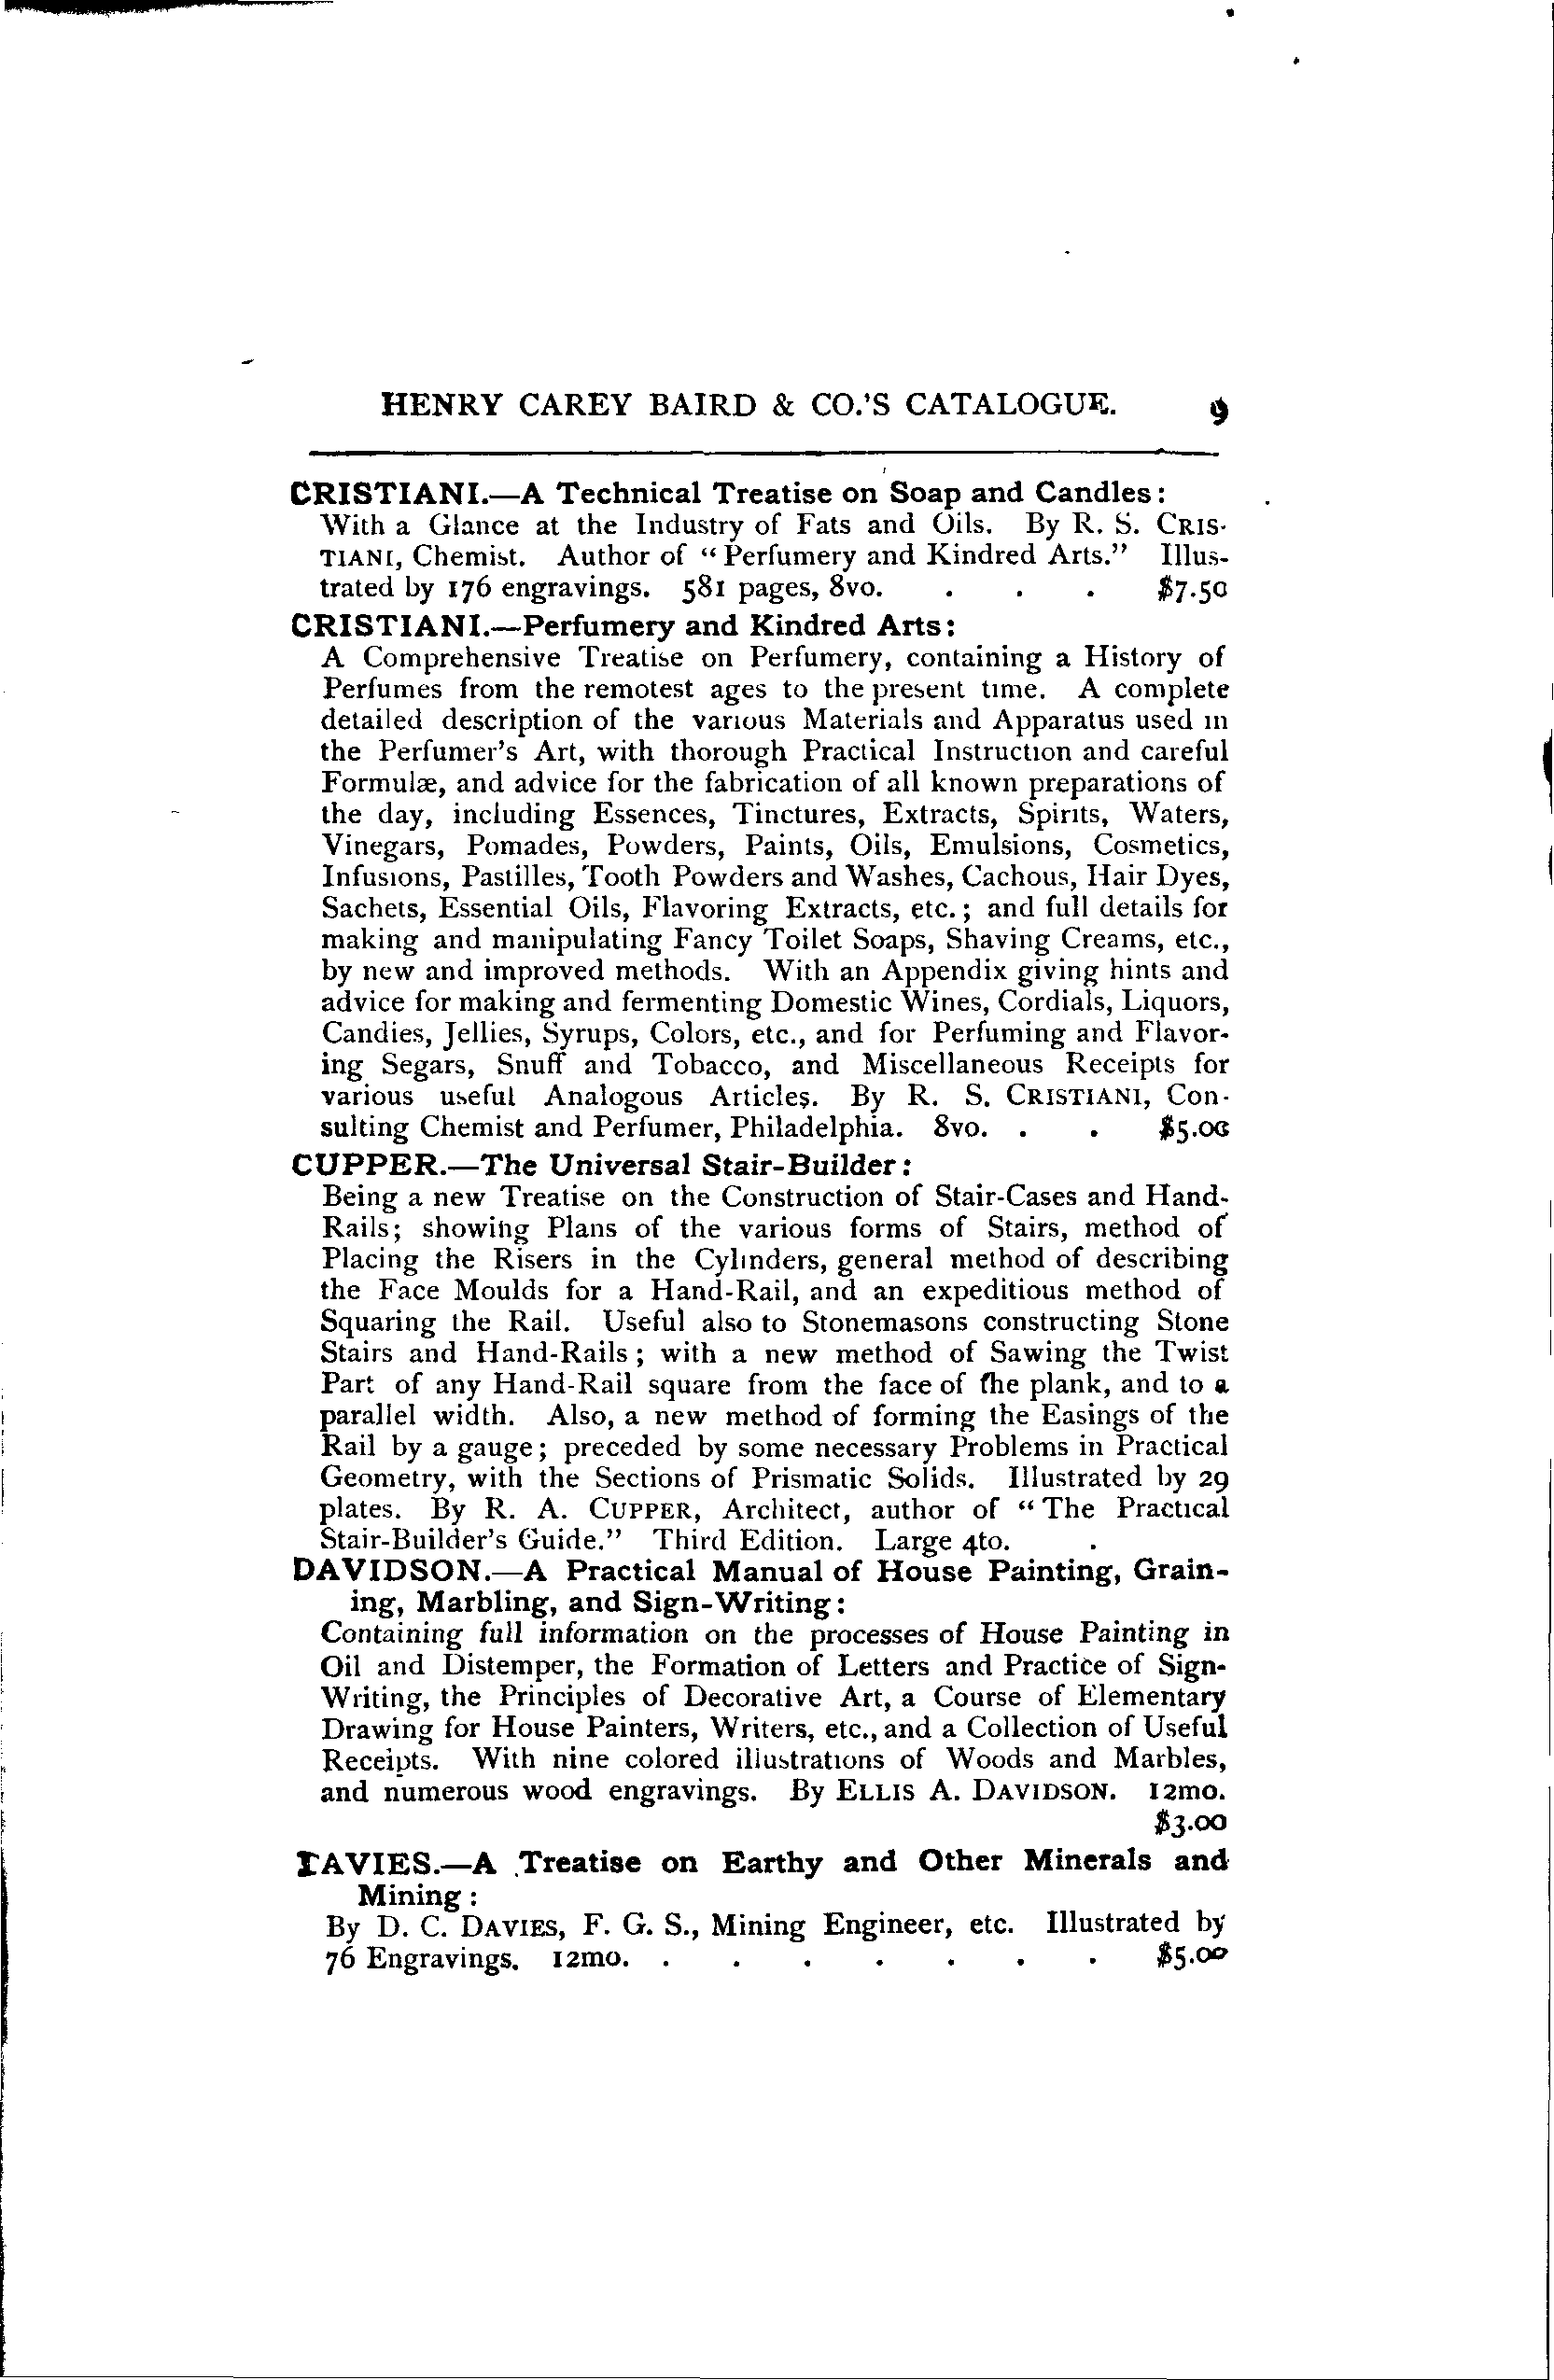 HENRY CAREY BAIRD & CO.'S CATALOGUE. 9
CRISTIANI.—A Technical Treatise on Soap and Candles:
With a Glance at the Industry of Fats and Oils. By R. S. CRIS-
TIANI, Chemist. Author of "Perfumery and Kindred Arts." Illus-
trated by 176 engravings. 581 pages, 8vo. . . . $7.50
CRISTIANI.—Perfumery and Kindred Arts:
A Comprehensive Treatise on Perfumery, containing a History of
Perfumes from the remotest ages to the present time. A complete
detailed description of the various Materials and Apparatus used in
the Perfumer's Art, with thorough Practical Instruction and careful
Formulæ, and advice for the fabrication of all known preparations of
the day, including Essences, Tinctures, Extracts, Spirits, Waters,
Vinegars, Pomades, Powders, Paints, Oils, Emulsions, Cosmetics,
Infusions, Pastilles, Tooth Powders and Washes, Cachous, Hair Dyes,
Sachets, Essential Oils, Flavoring Extracts, etc.; and full details for
making and manipulating Fancy Toilet Soaps, Shaving Creams, etc.,
by new and improved methods. With an Appendix giving hints and
advice for making and fermenting Domestic Wines, Cordials, Liquors,
Candies, Jellies, Syrups, Colors, etc., and for Perfuming and Flavor-
ing Segars, Snuff and Tobacco, and Miscellaneous Receipts for
various useful Analogous Articles. By R. S. CRISTIANI, Con-
sulting Chemist and Perfumer, Philadelphia. 8vo. . . $5.00
CUPPER.—The Universal Stair-Builder:
Being a new Treatise on the Construction of Stair-Cases and Hand-
Rails; showing Plans of the various forms of Stairs, method of
Placing the Risers in the Cylinders, general method of describing
the Face Moulds for a Hand-Rail, and an expeditious method of
Squaring the Rail. Useful also to Stonemasons constructing Stone
Stairs and Hand-Rails; with a new method of Sawing the Twist
Part of any Hand-Rail square from the face of the plank, and to a
parallel width. Also, a new method of forming the Easings of the
Rail by a gauge; preceded by some necessary Problems in Practical
Geometry, with the Sections of Prismatic Solids. Illustrated by 29
plates. By R. A. CUPPER, Architect, author of "The Practical
Stair-Builder's Guide." Third Edition. Large 4to. .
DAVIDSON.—A Practical Manual of House Painting, Grain-
ing, Marbling, and Sign-Writing:
Containing full information on the processes of House Painting in
Oil and Distemper, the Formation of Letters and Practice of Sign-
Writing, the Principles of Decorative Art, a Course of Elementary
Drawing for House Painters, Writers, etc., and a Collection of Useful
Receipts. With nine colored illustrations of Woods and Marbles,
and numerous wood engravings. By ELLIS A. DAVIDSON. 12mo.
$3.00
DAVIES.—A Treatise on Earthy and Other Minerals and
Mining:
By D. C. DAVIES, F. G. S., Mining Engineer, etc. Illustrated by
76 Engravings. 12mo. . . . . . . . $5.00